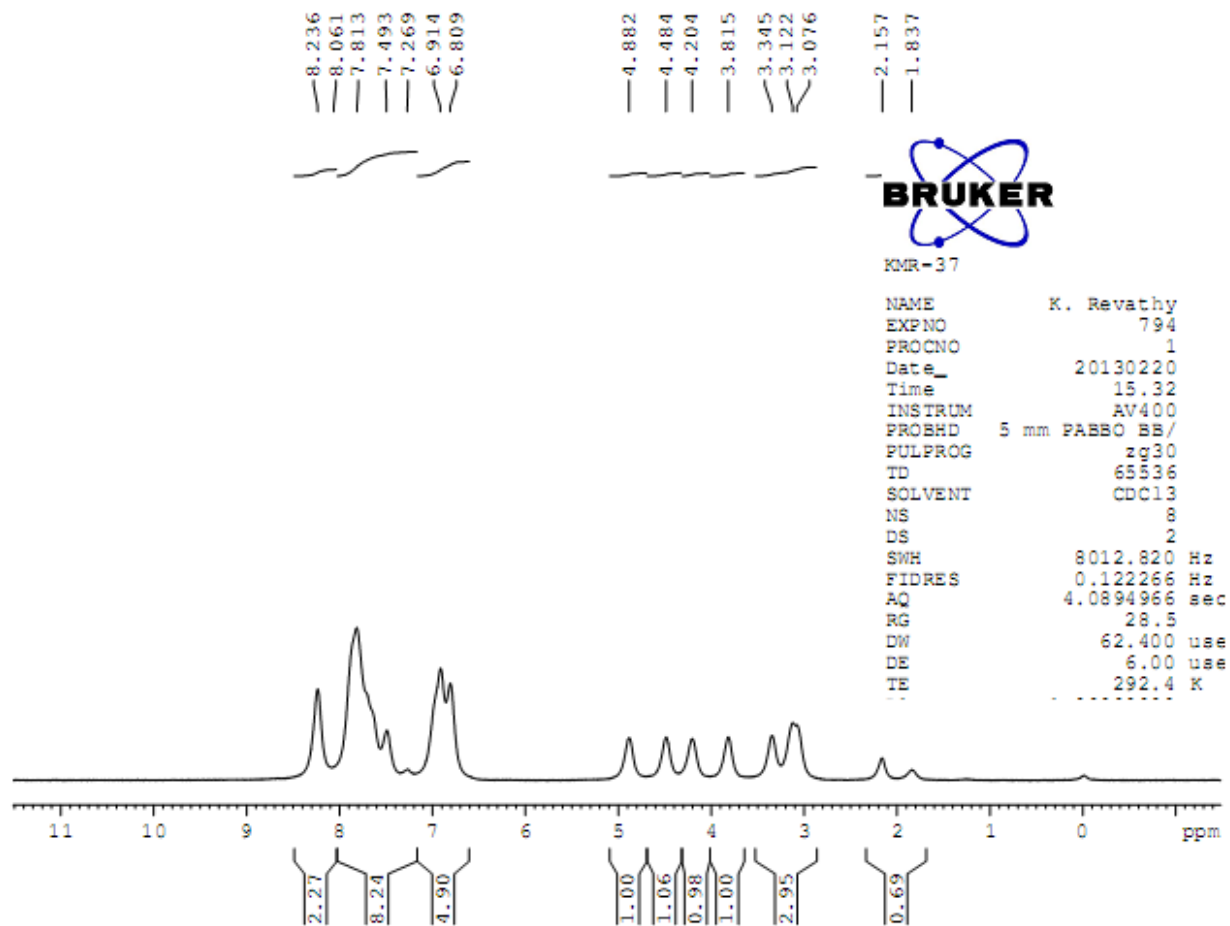 8.236
8.061
7.813
7.493
7.269
6.914
6.809
4.882
4.484
4.204
3.815
3.345
3.122
3.076
2.157
1.837
BRUKER
KMR-37
NAME K. Revathy
EXPNO 794
PROCNO 1
Date_ 20130220
Time 15.32
INSTRUM AV400
PROBHD 5 mm PABBO BB/
PULPROG zg30
TD 65536
SOLVENT CDCl3
NS 8
DS 2
SWH 8012.820 Hz
FIDRES 0.122266 Hz
AQ 4.0894966 sec
RG 28.5
DW 62.400 use
DE 6.00 use
TE 292.4 K
11 10 9 8 7 6 5 4 3 2 1 0 ppm
2.27
8.24
4.90
1.00
1.06
0.98
1.00
2.95
0.69